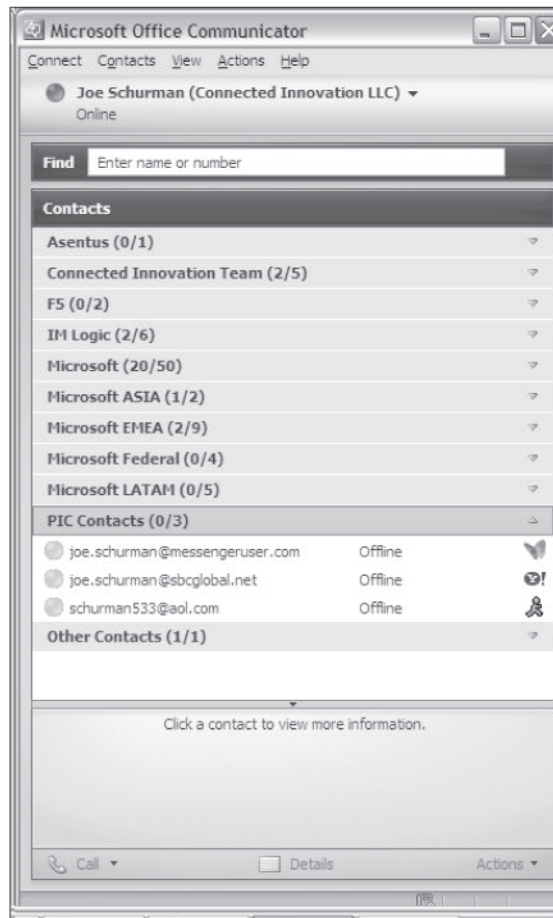 Microsoft Office Communicator
Connect Contacts View Actions Help
Joe Schurman (Connected Innovation LLC)
Online
Find Enter name or number
Contacts
Asentus (0/1)
Connected Innovation Team (2/5)
F5 (0/2)
IM Logic (2/6)
Microsoft (20/50)
Microsoft ASIA (1/2)
Microsoft EMEA (2/9)
Microsoft Federal (0/4)
Microsoft LATAM (0/5)
PIC Contacts (0/3)
joe.schurman@messengeruser.com Offline
joe.schurman@sbcglobal.net Offline Y!
schurman533@aol.com Offline
Other Contacts (1/1)
Click a contact to view more information.
Call Details Actions